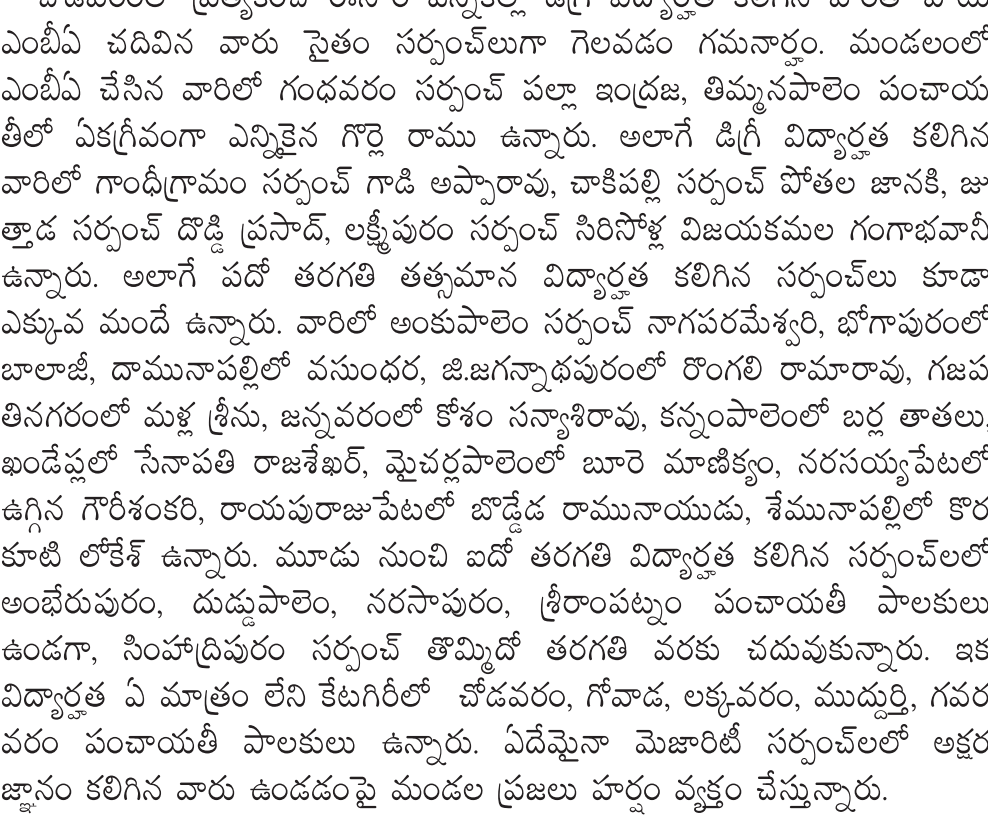 ఎంబీఏ చదివిన వారు సైతం సర్పంచ్‌లుగా గెలవడం గమనార్హం. మండలంలో
ఎంబీఏ చేసిన వారిలో గంధవరం సర్పంచ్ పల్లా ఇంద్రజ, తిమ్మనపాలెం పంచాయ
తీలో ఏకగ్రీవంగా ఎన్నికైన గొర్లె రాము ఉన్నారు. అలాగే డిగ్రీ విద్యార్హత కలిగిన
వారిలో గాంధీగ్రామం సర్పంచ్ గాడి అప్పారావు, చాకిపల్లి సర్పంచ్ పోతల జానకి, జు
త్తాడ సర్పంచ్ దొడ్డి ప్రసాద్, లక్ష్మీపురం సర్పంచ్ సిరిసోళ్ల విజయకమల గంగాభవానీ
ఉన్నారు. అలాగే పదో తరగతి తత్సమాన విద్యార్హత కలిగిన సర్పంచ్‌లు కూడా
ఎక్కువ మందే ఉన్నారు. వారిలో అంకుపాలెం సర్పంచ్ నాగపరమేశ్వరి, భోగాపురంలో
బాలాజీ, దామునాపల్లిలో వసుంధర, జి.జగన్నాథపురంలో రొంగలి రామారావు, గజప
తినగరంలో మళ్ల శ్రీను, జన్నవరంలో కోశం సన్యాశిరావు, కన్నంపాలెంలో బర్ల తాతలు,
ఖండేప్లలో సేనాపతి రాజశేఖర్, మైచర్లపాలెంలో బూరె మాణిక్యం, నరసయ్యపేటలో
ఉగ్గిన గౌరీశంకరి, రాయపురాజుపేటలో బొడ్డేడ రామునాయుడు, శేమునాపల్లిలో కొర
కూటి లోకేశ్ ఉన్నారు. మూడు నుంచి ఐదో తరగతి విద్యార్హత కలిగిన సర్పంచ్‌లలో
అంభేరుపురం, దుడ్డుపాలెం, నరసాపురం, శ్రీరాంపట్నం పంచాయతీ పాలకులు
ఉండగా, సింహాద్రిపురం సర్పంచ్ తొమ్మిదో తరగతి వరకు చదువుకున్నారు. ఇక
విద్యార్హత ఏ మాత్రం లేని కేటగిరీలో చోడవరం, గోవాడ, లక్కవరం, ముద్దుర్తి, గవర
వరం పంచాయతీ పాలకులు ఉన్నారు. ఏదేమైనా మెజారిటీ సర్పంచ్‌లలో అక్షర
జ్ఞానం కలిగిన వారు ఉండడంపై మండల ప్రజలు హర్షం వ్యక్తం చేస్తున్నారు.